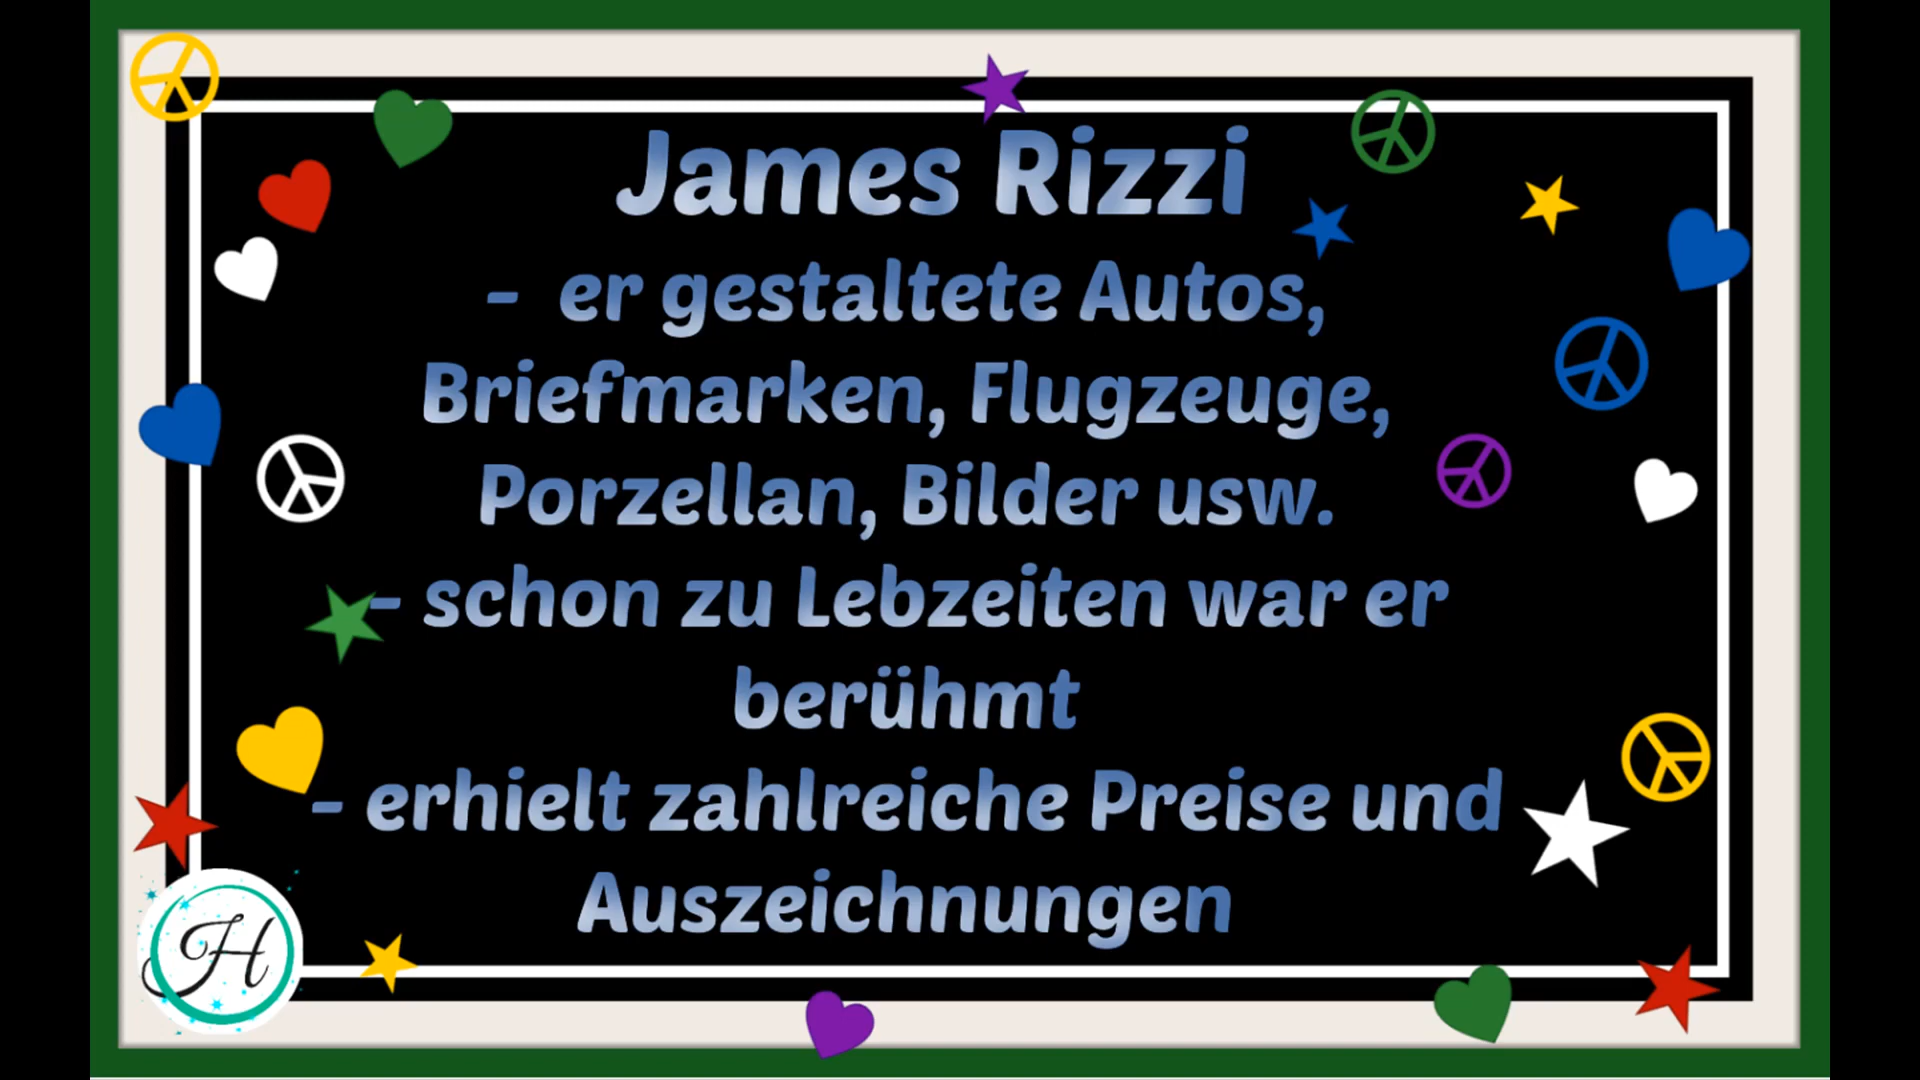 James Rizzi
- er gestaltete Autos,
Briefmarken, Flugzeuge,
Porzellan, Bilder usw.
- schon zu Lebzeiten war er
berühmt
- erhielt zahlreiche Preise und
Auszeichnungen
H